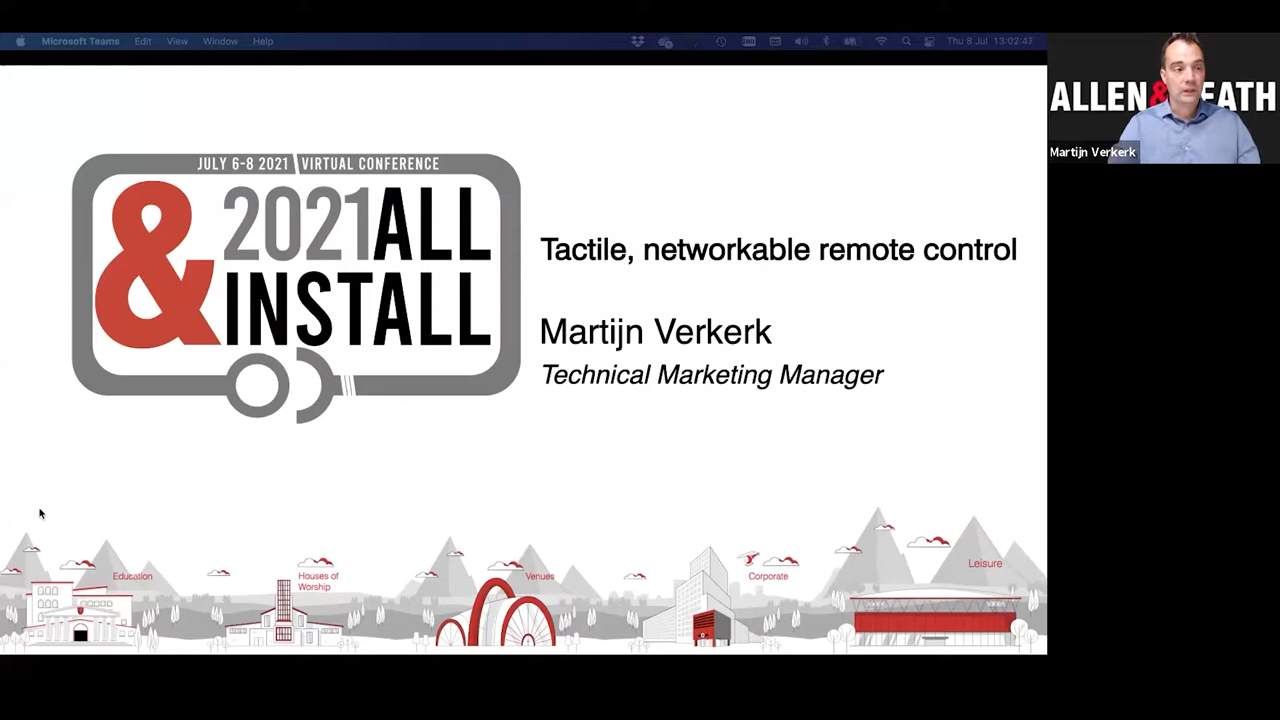 Microsoft Teams Edit View Window Help Thu 8 Jul 13:02:47
JULY 6-8 2021 \ VIRTUAL CONFERENCE
& 2021 ALL
INSTALL
Tactile, networkable remote control
Martijn Verkerk
Technical Marketing Manager
Education
Houses of
Worship
Venues
Corporate
Leisure
ALLEN& EATH
Martijn Verkerk